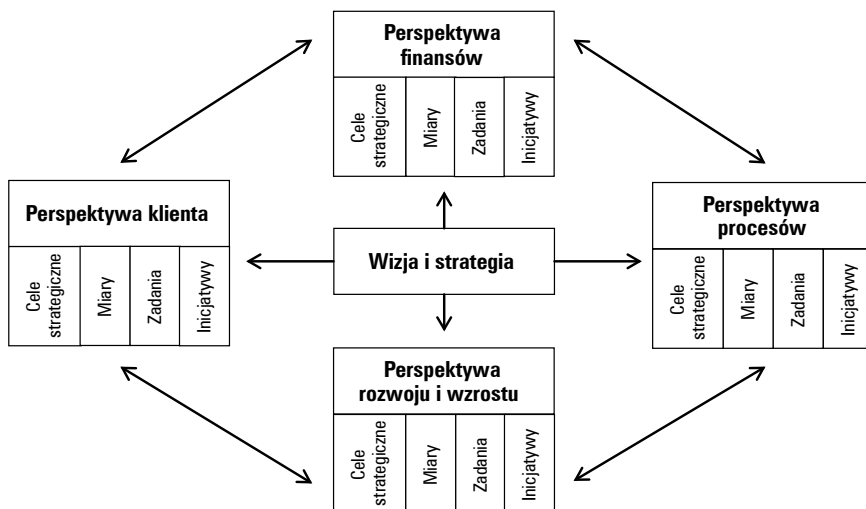 Perspektywa
finansów
Cele
strategiczne
Miary
Zadania
Inicjatywy
Perspektywa klienta
Cele
strategiczne
Miary
Zadania
Inicjatywy
Wizja i strategia
Perspektywa
procesów
Cele
strategiczne
Miary
Zadania
Inicjatywy
Perspektywa
rozwoju i wzrostu
Cele
strategiczne
Miary
Zadania
Inicjatywy